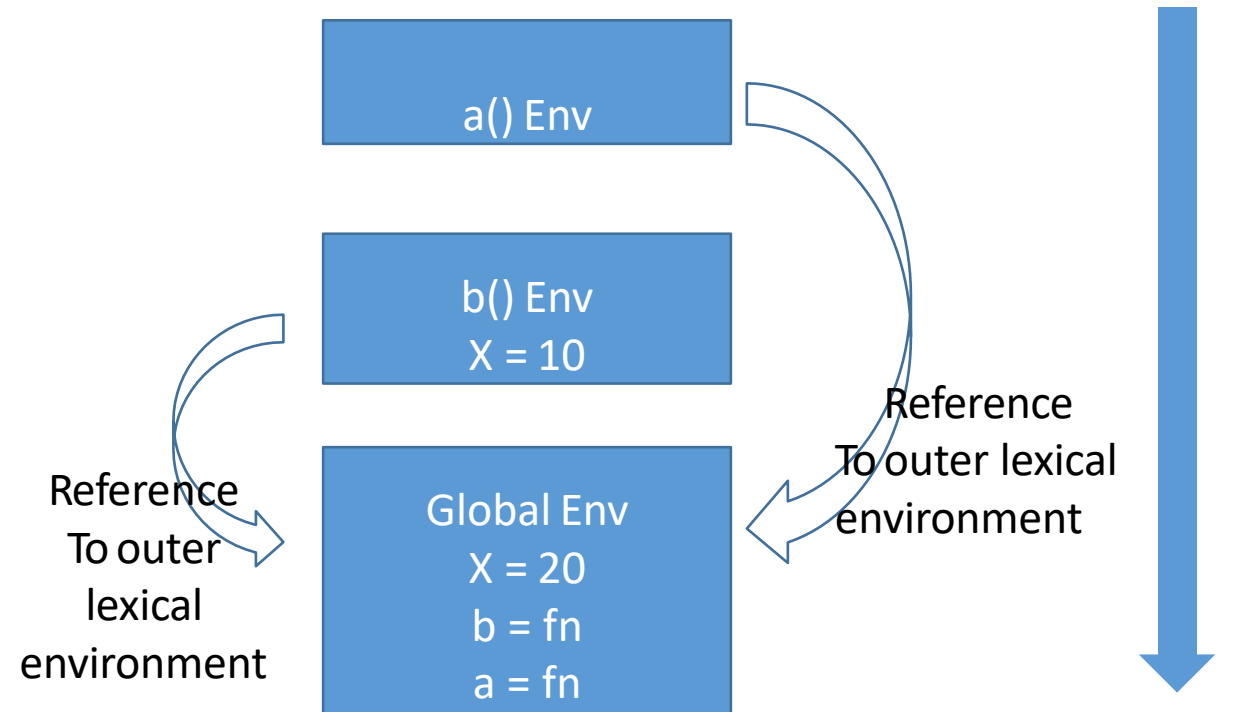 a() Env
b() Env
X = 10
Reference
To outer lexical
environment
Reference
To outer
lexical
environment
Global Env
X = 20
b = fn
a = fn